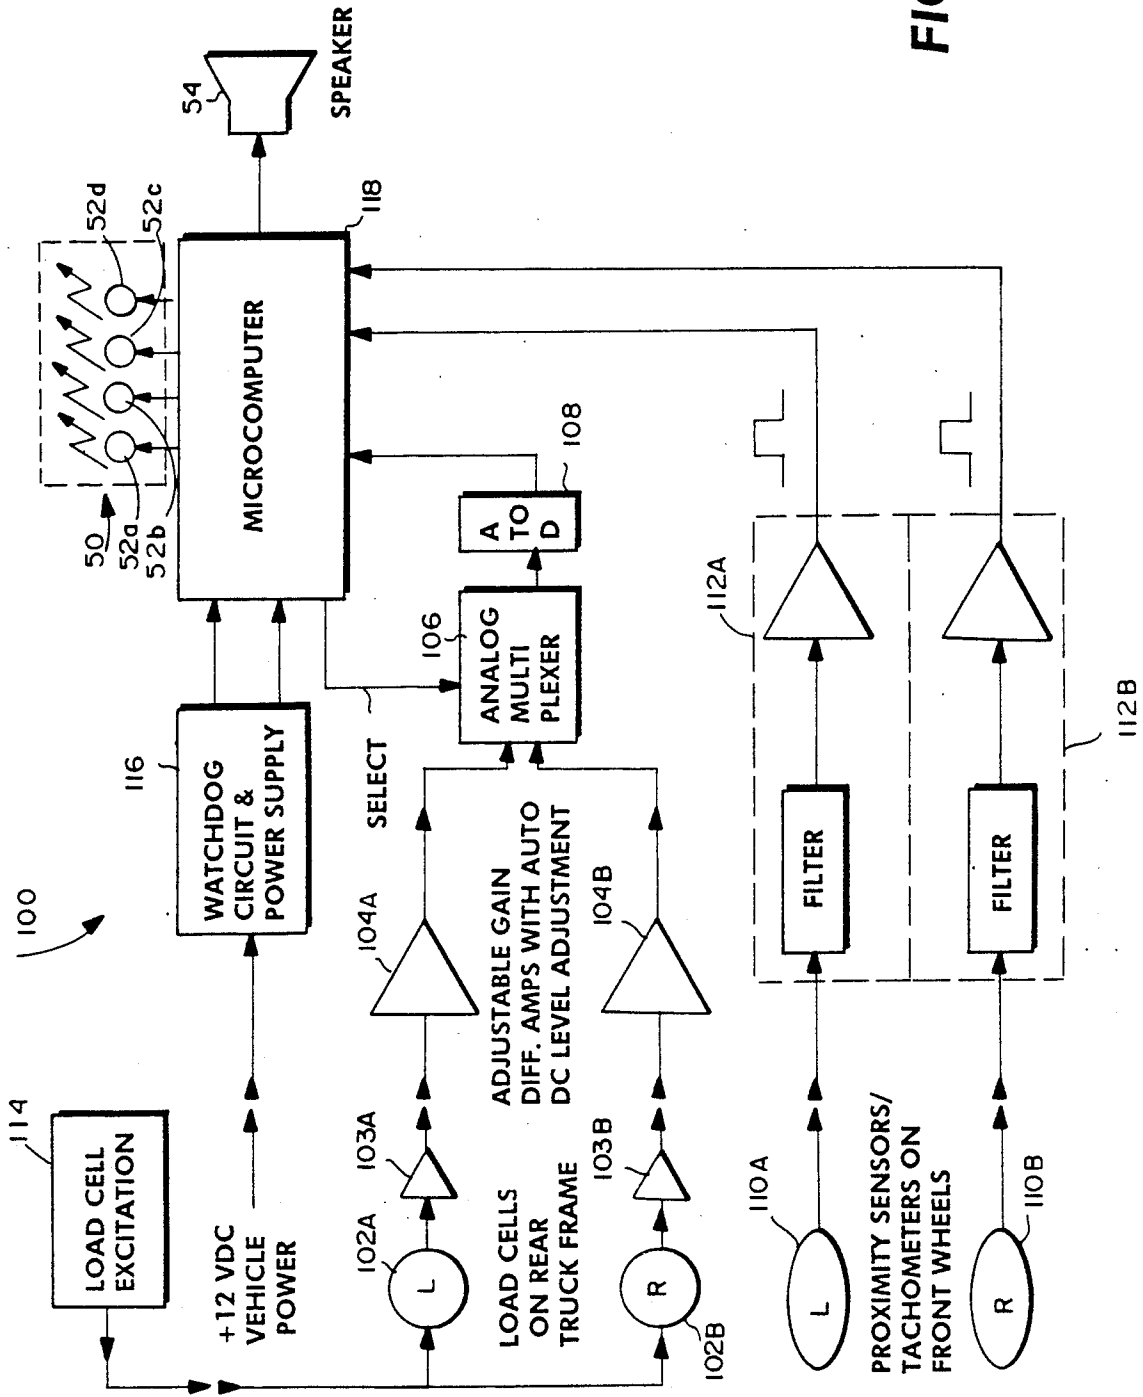 FIG
100
114
LOAD CELL
EXCITATION
+12 VDC
VEHICLE
POWER
116
WATCHDOG
CIRCUIT &
POWER SUPPLY
50
52a
52b
52c
52d
MICROCOMPUTER
118
54
SPEAKER
SELECT
102A
L
103A
104A
LOAD CELLS
ON REAR
TRUCK FRAME
ADJUSTABLE GAIN
DIFF. AMPS WITH AUTO
DC LEVEL ADJUSTMENT
106
ANALOG
MULTI
PLEXER
108
A
TO
D
102B
R
103B
104B
110A
L
FILTER
112A
PROXIMITY SENSORS/
TACHOMETERS ON
FRONT WHEELS
110B
R
FILTER
112B